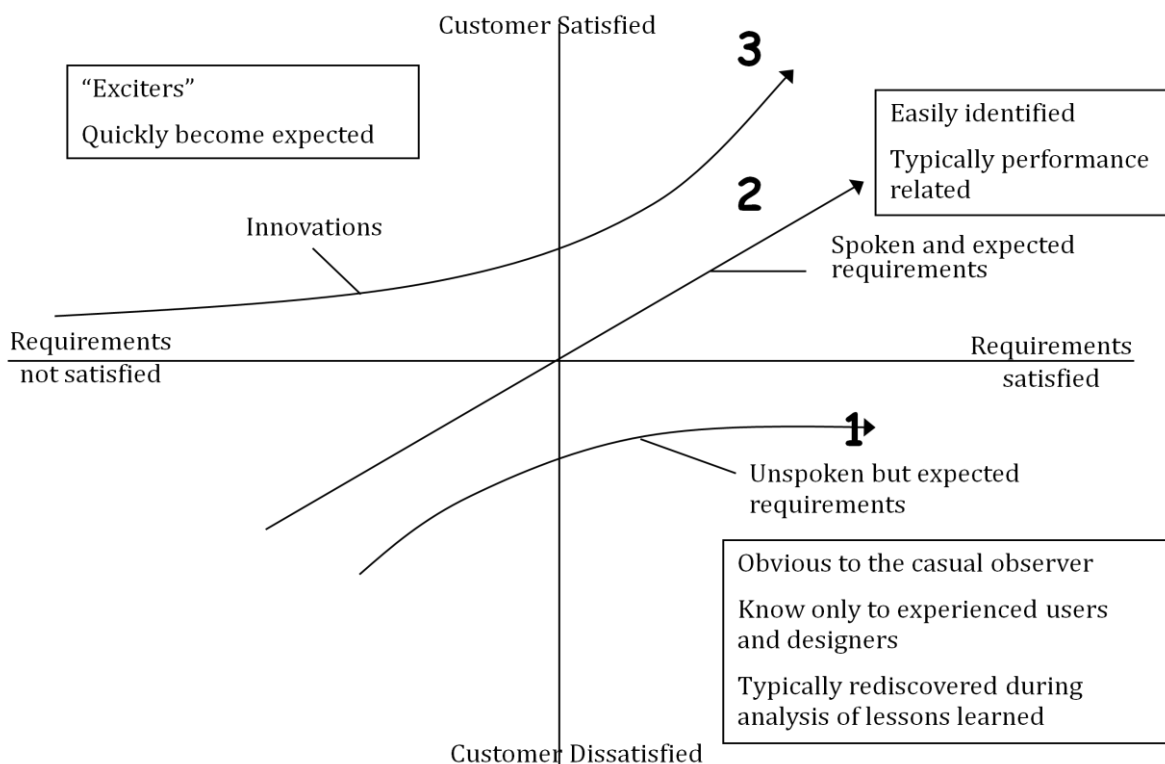 Customer Satisfied
3
“Exciters”
Quickly become expected
Easily identified
Typically performance
related
2
Innovations
Spoken and expected
requirements
Requirements
not satisfied
Requirements
satisfied
1
Unspoken but expected
requirements
Obvious to the casual observer
Know only to experienced users
and designers
Typically rediscovered during
analysis of lessons learned
Customer Dissatisfied